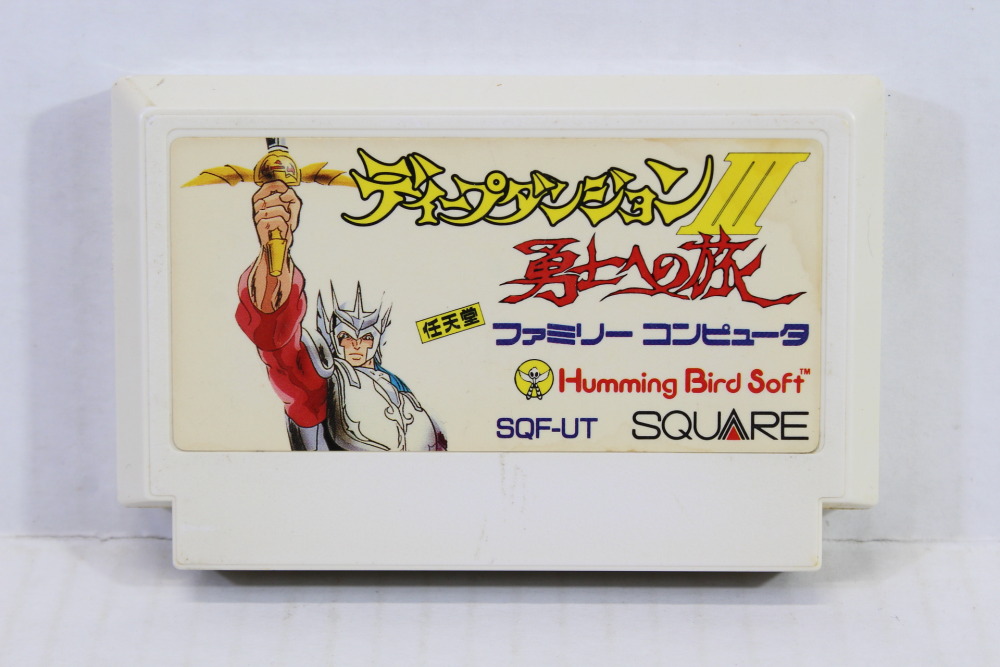 ディープダンジョンIII
勇士への旅
任天堂 ファミリー コンピュータ
Humming Bird Soft™
SQF-UT SQUARE